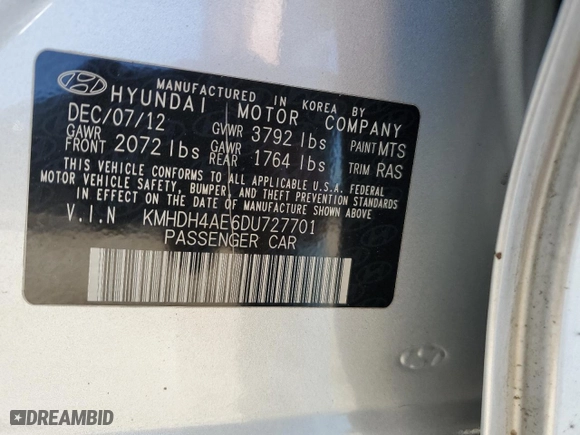 MANUFACTURED IN KOREA BY
HYUNDAI MOTOR COMPANY
DEC/07/12 GVWR 3792 lbs PAINT MTS
GAWR FRONT 2072 lbs GAWR REAR 1764 lbs TRIM RAS
THIS VEHICLE CONFORMS TO ALL APPLICABLE U.S.A. FEDERAL
MOTOR VEHICLE SAFETY, BUMPER, AND THEFT PREVENTION STANDARDS
IN EFFECT ON THE DATE OF MANUFACTURE SHOWN ABOVE.
V.I.N KMHDH4AE6DU727701
PASSENGER CAR
DREAMBID